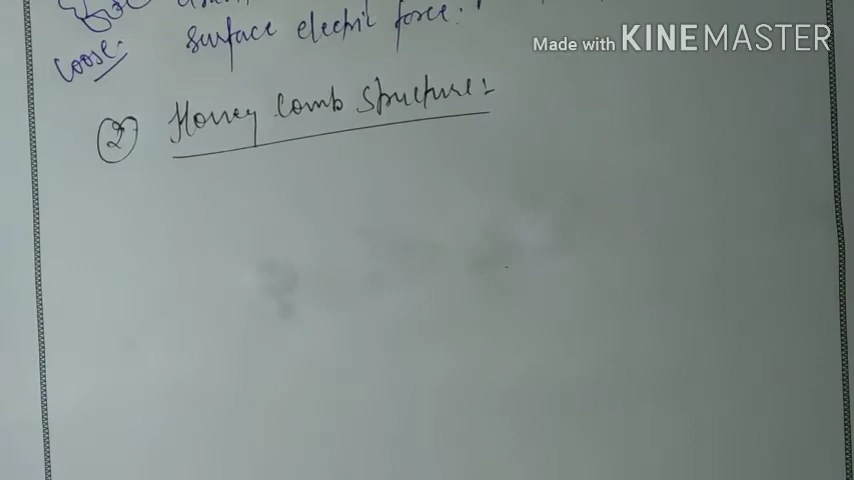 Made with KINEMASTER
surface electric force.
Loose.
② Honey comb structure: